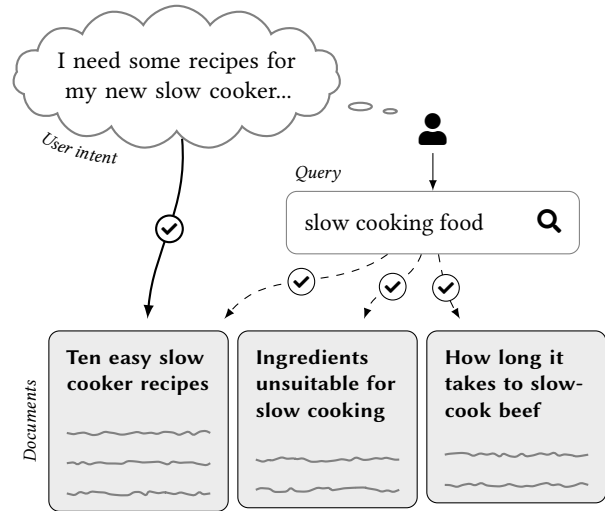 I need some recipes for
my new slow cooker...
User intent
Query
slow cooking food
Documents
Ten easy slow
cooker recipes
Ingredients
unsuitable for
slow cooking
How long it
takes to slow-
cook beef